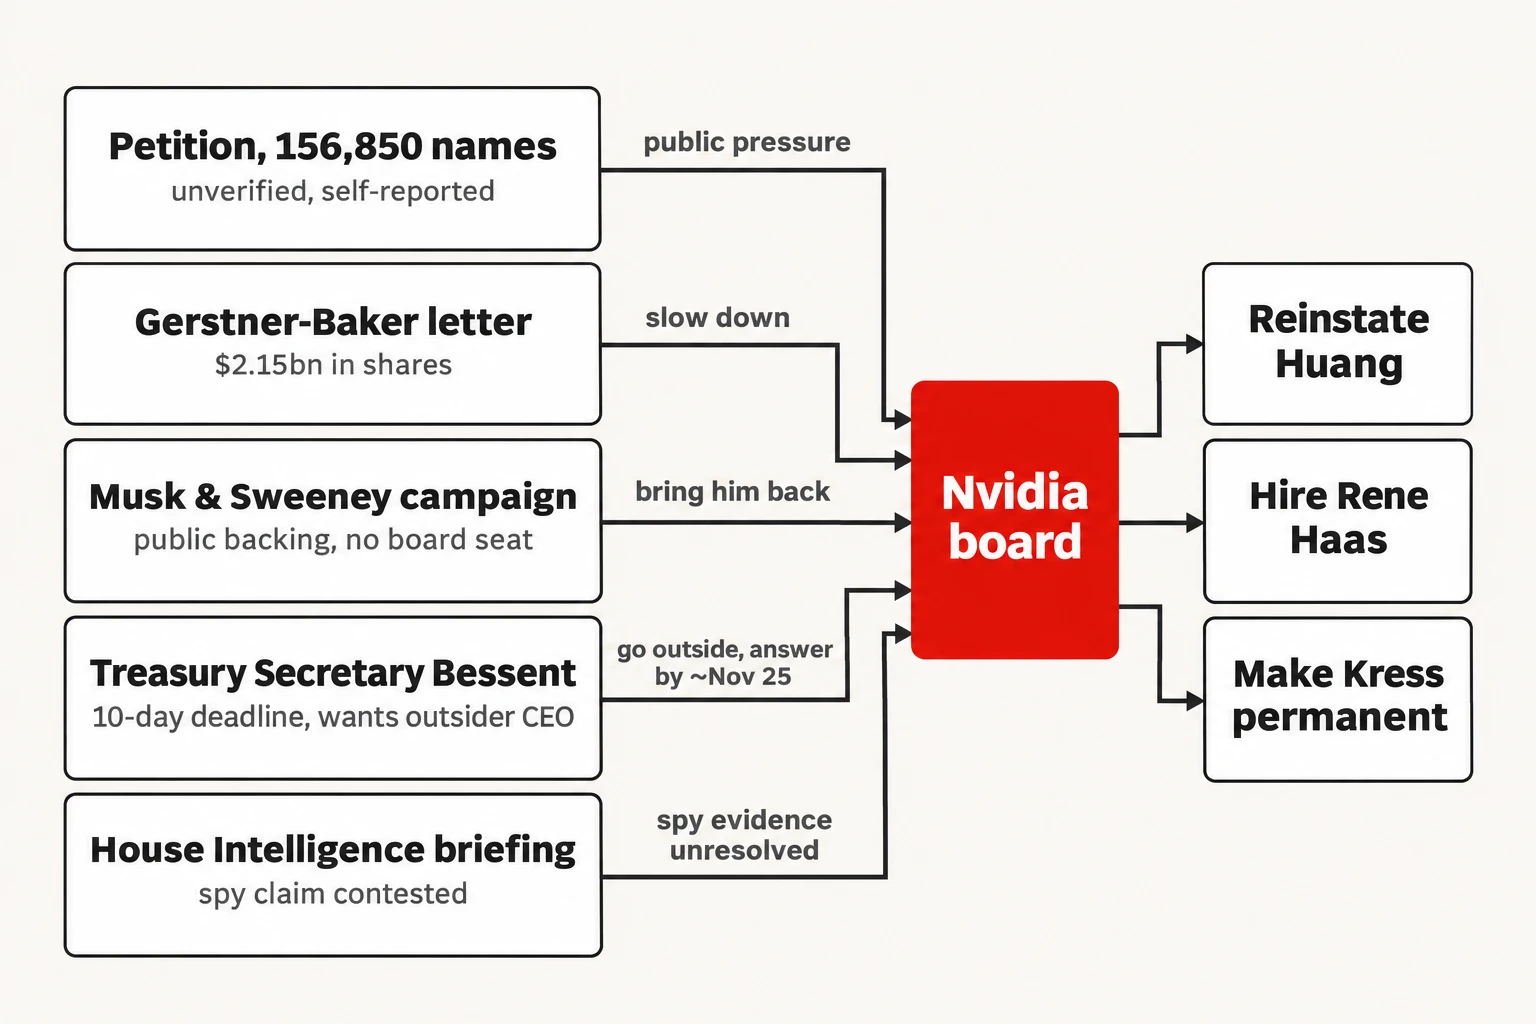 Petition, 156,850 names
unverified, self-reported
public pressure
Gerstner-Baker letter
$2.15bn in shares
slow down
Musk & Sweeney campaign
public backing, no board seat
bring him back
Treasury Secretary Bessent
10-day deadline, wants outsider CEO
go outside, answer
by ~Nov 25
House Intelligence briefing
spy claim contested
spy evidence
unresolved
Nvidia
board
Reinstate
Huang
Hire Rene
Haas
Make Kress
permanent